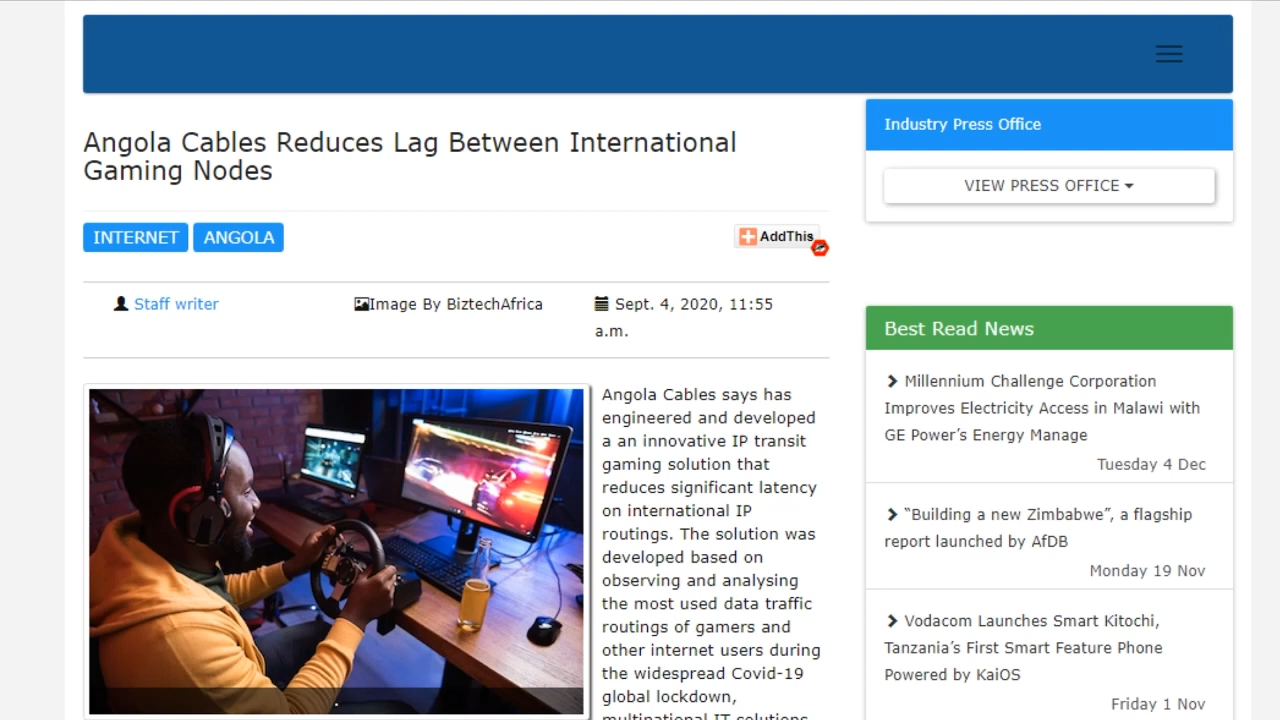 Angola Cables Reduces Lag Between International
Gaming Nodes
INTERNET
ANGOLA
AddThis
Staff writer
Image By BiztechAfrica
Sept. 4, 2020, 11:55
a.m.
Angola Cables says has
engineered and developed
a an innovative IP transit
gaming solution that
reduces significant latency
on international IP
routings. The solution was
developed based on
observing and analysing
the most used data traffic
routings of gamers and
other internet users during
the widespread Covid-19
global lockdown,
multinational IT solutions
Industry Press Office
VIEW PRESS OFFICE
Best Read News
Millennium Challenge Corporation
Improves Electricity Access in Malawi with
GE Power’s Energy Manage
Tuesday 4 Dec
“Building a new Zimbabwe”, a flagship
report launched by AfDB
Monday 19 Nov
Vodacom Launches Smart Kitochi,
Tanzania’s First Smart Feature Phone
Powered by KaiOS
Friday 1 Nov